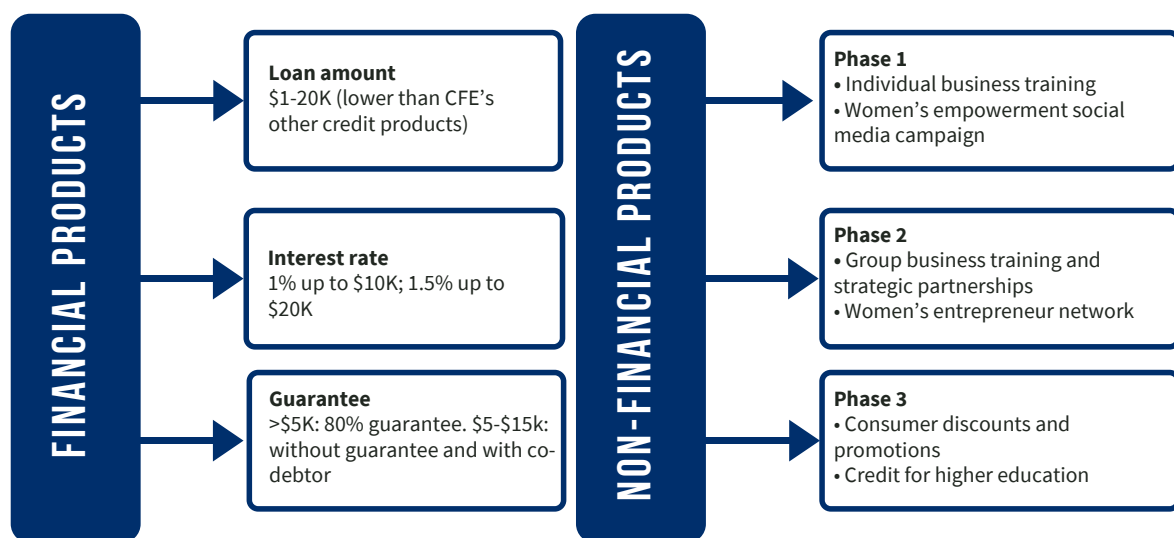 FINANCIAL PRODUCTS
Loan amount
$1-20K (lower than CFE's
other credit products)
Interest rate
1% up to $10K; 1.5% up to
$20K
Guarantee
>$5K: 80% guarantee. $5-$15k:
without guarantee and with co-
debtor
NON-FINANCIAL PRODUCTS
Phase 1
• Individual business training
• Women's empowerment social
media campaign
Phase 2
• Group business training and
strategic partnerships
• Women's entrepreneur network
Phase 3
• Consumer discounts and
promotions
• Credit for higher education